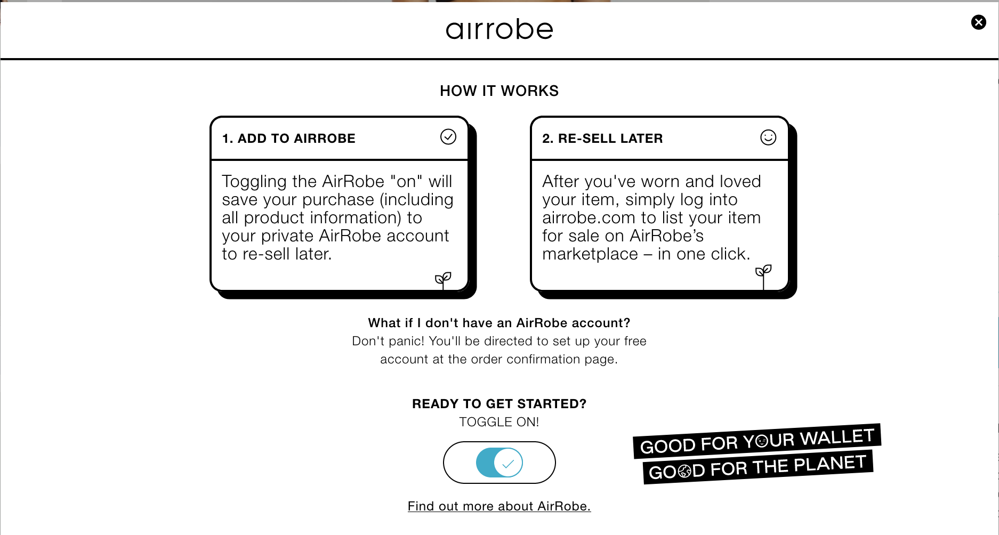 airrobe
HOW IT WORKS
1. ADD TO AIRROBE
Toggling the AirRobe "on" will
save your purchase (including
all product information) to
your private AirRobe account
to re-sell later.
2. RE-SELL LATER
After you've worn and loved
your item, simply log into
airrobe.com to list your item
for sale on AirRobe’s
marketplace – in one click.
What if I don't have an AirRobe account?
Don't panic! You'll be directed to set up your free
account at the order confirmation page.
READY TO GET STARTED?
TOGGLE ON!
GOOD FOR YOUR WALLET
GOOD FOR THE PLANET
Find out more about AirRobe.